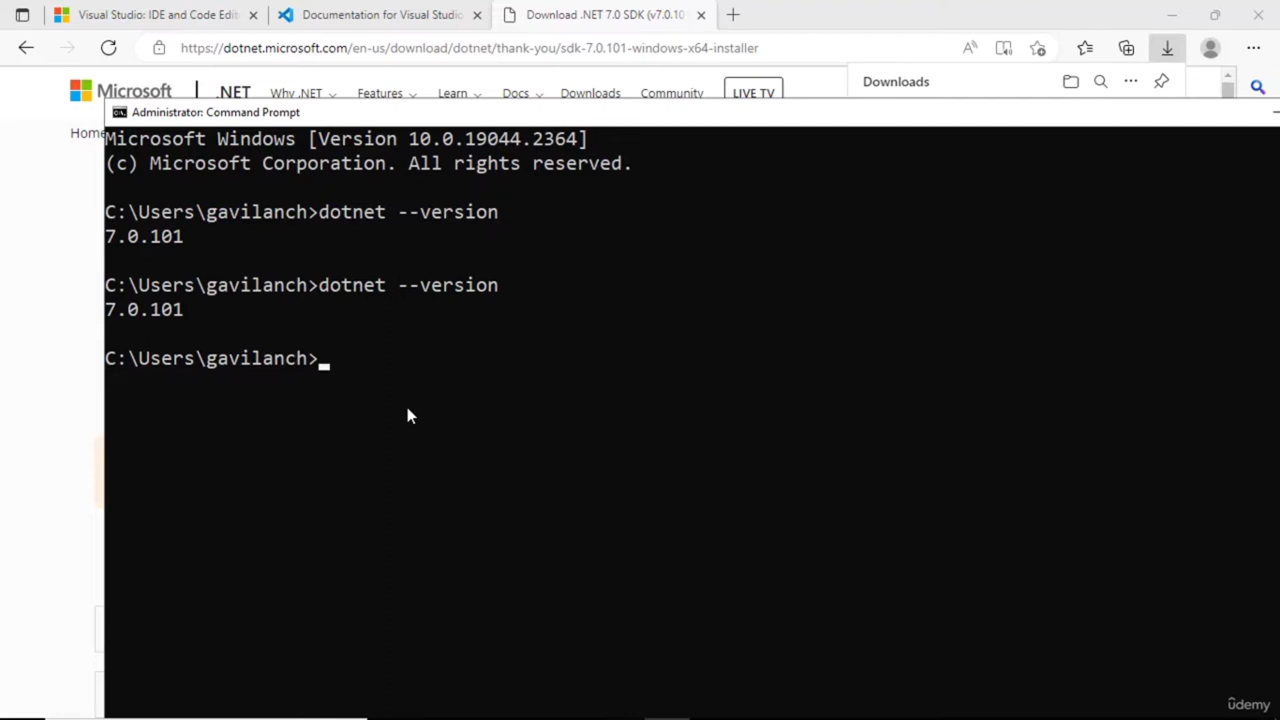 Visual Studio: IDE and Code Edit
Documentation for Visual Studio
Download .NET 7.0 SDK (v7.0.10
https://dotnet.microsoft.com/en-us/download/dotnet/thank-you/sdk-7.0.101-windows-x64-installer
Microsoft
.NET
Why .NET
Features
Learn
Docs
Downloads
Community
LIVE TV
Downloads
Home
Administrator: Command Prompt
Microsoft Windows [Version 10.0.19044.2364]
(c) Microsoft Corporation. All rights reserved.
C:\Users\gavilanch>dotnet --version
7.0.101
C:\Users\gavilanch>dotnet --version
7.0.101
C:\Users\gavilanch>
ûdemy